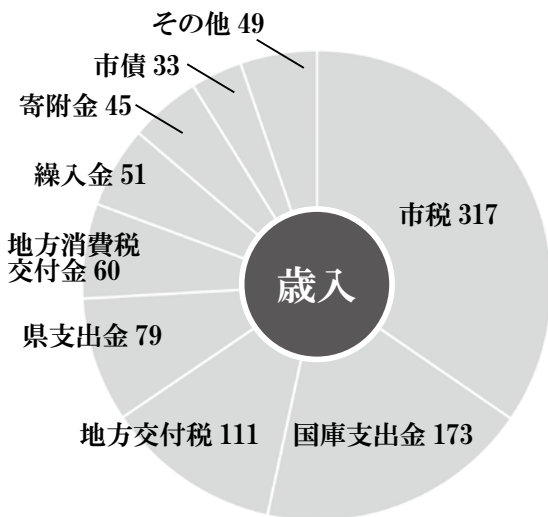 その他 49
市債 33
寄附金 45
繰入金 51
地方消費税
交付金 60
県支出金 79
地方交付税 111
国庫支出金 173
市税 317
歳入